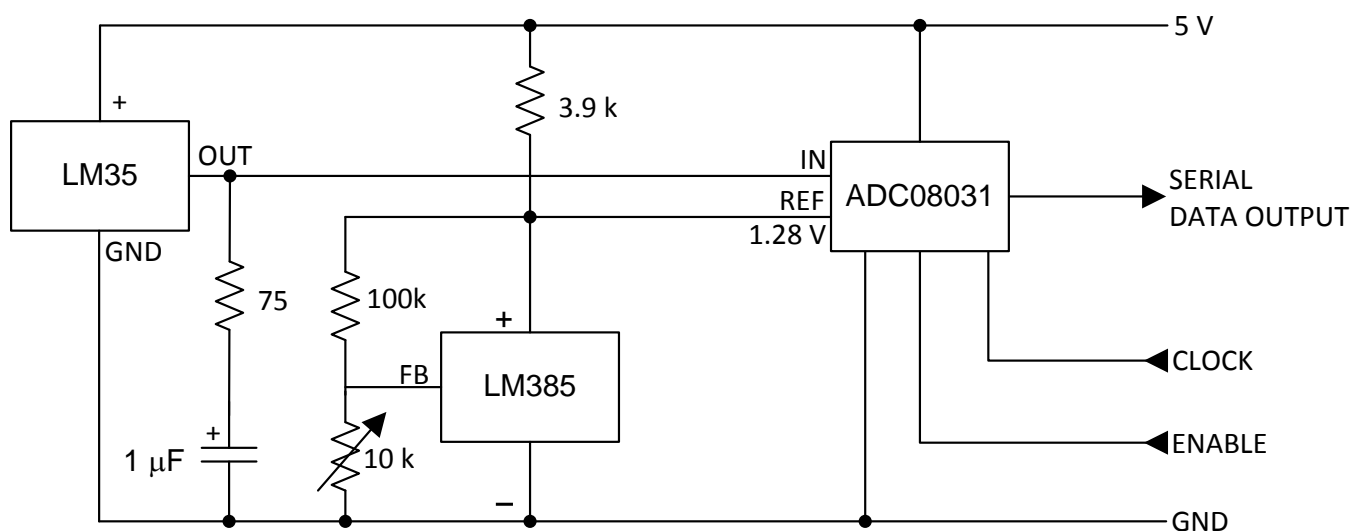 5 V
+
3.9 k
LM35
OUT
IN
ADC08031
SERIAL
DATA OUTPUT
REF
1.28 V
GND
75
100k
+
LM385
FB
CLOCK
+
1 μF
10 k
ENABLE
−
GND